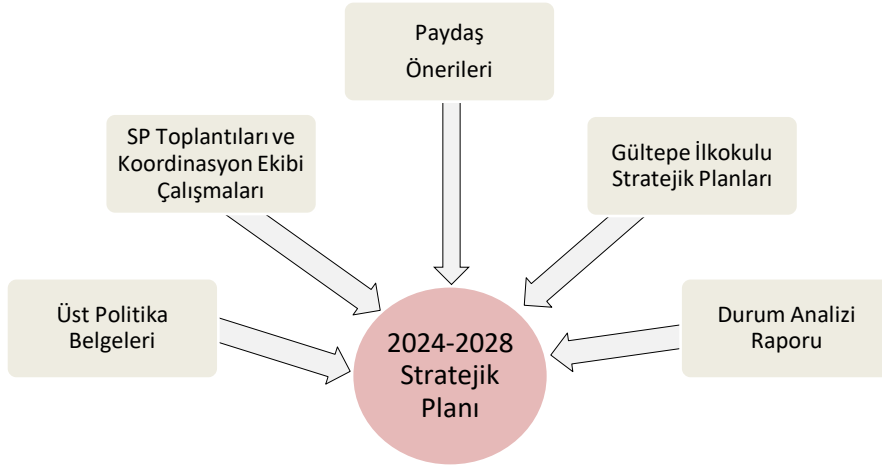 Paydaş
Önerileri
SP Toplantıları ve
Koordinasyon Ekibi
Çalışmaları
Gültepe İlkokulu
Stratejik Planları
Üst Politika
Belgeleri
Durum Analizi
Raporu
2024-2028
Stratejik
Planı